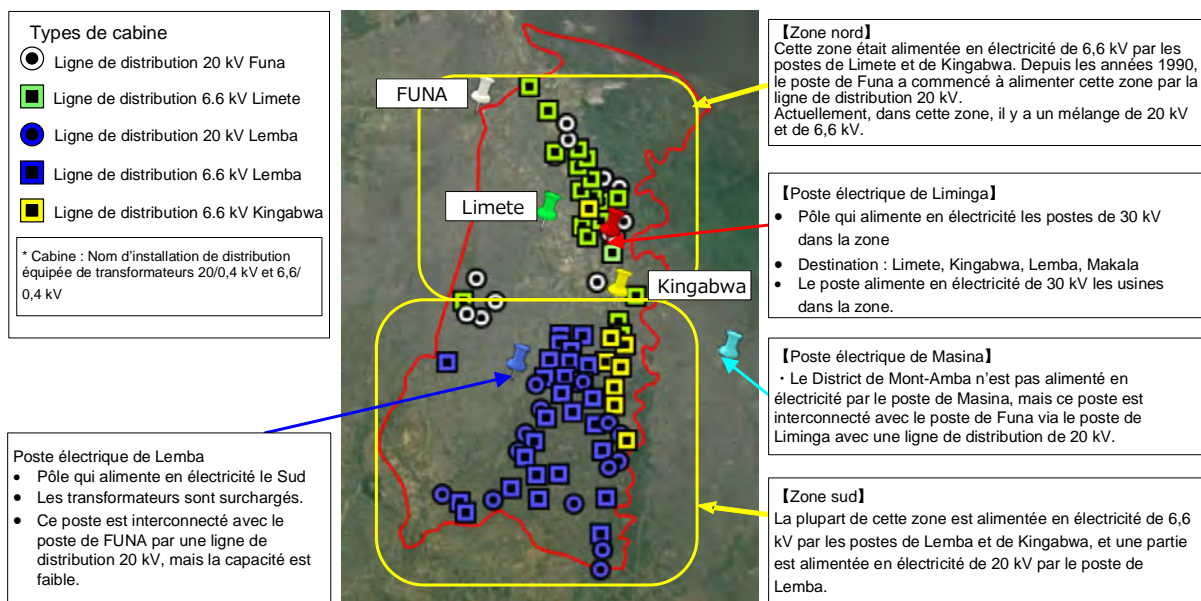 Types de cabine
Ligne de distribution 20 kV Funa
Ligne de distribution 6.6 kV Limete
Ligne de distribution 20 kV Lemba
Ligne de distribution 6.6 kV Lemba
Ligne de distribution 6.6 kV Kingabwa
* Cabine : Nom d'installation de distribution
équipée de transformateurs 20/0,4 kV et 6,6/
0,4 kV
Poste électrique de Lemba
• Pôle qui alimente en électricité le Sud
• Les transformateurs sont surchargés.
• Ce poste est interconnecté avec le
poste de FUNA par une ligne de
distribution 20 kV, mais la capacité est
faible.
FUNA
Limete
Kingabwa
【Zone nord】
Cette zone était alimentée en électricité de 6,6 kV par les
postes de Limete et de Kingabwa. Depuis les années 1990,
le poste de Funa a commencé à alimenter cette zone par la
ligne de distribution 20 kV.
Actuellement, dans cette zone, il y a un mélange de 20 kV
et de 6,6 kV.
【Poste électrique de Liminga】
• Pôle qui alimente en électricité les postes de 30 kV
dans la zone
• Destination : Limete, Kingabwa, Lemba, Makala
• Le poste alimente en électricité de 30 kV les usines
dans la zone.
【Poste électrique de Masina】
・Le District de Mont-Amba n'est pas alimenté en
électricité par le poste de Masina, mais ce poste est
interconnecté avec le poste de Funa via le poste de
Liminga avec une ligne de distribution de 20 kV.
【Zone sud】
La plupart de cette zone est alimentée en électricité de 6,6
kV par les postes de Lemba et de Kingabwa, et une partie
est alimentée en électricité de 20 kV par le poste de
Lemba.